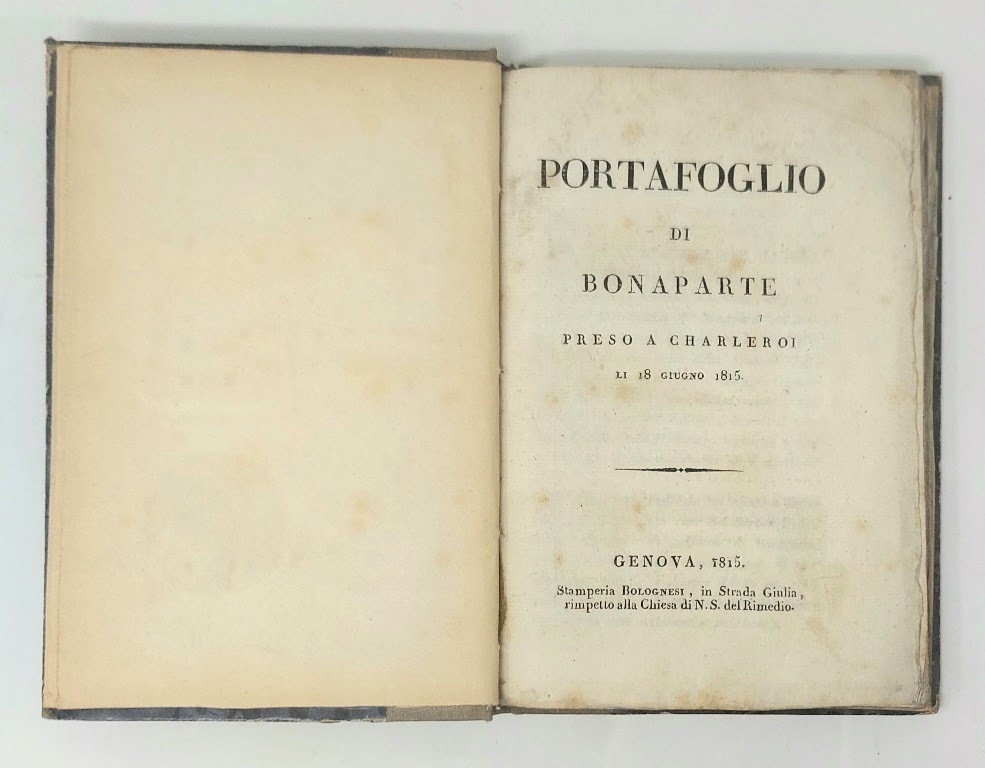 PORTAFOGLIO
DI
BONAPARTE
PRESO A CHARLEROI
LI 18 GIUGNO 1815.
GENOVA, 1815.
Stamperia BOLOGNESI, in Strada Giulia,
rimpetto alla Chiesa di N. S. del Rimedio.